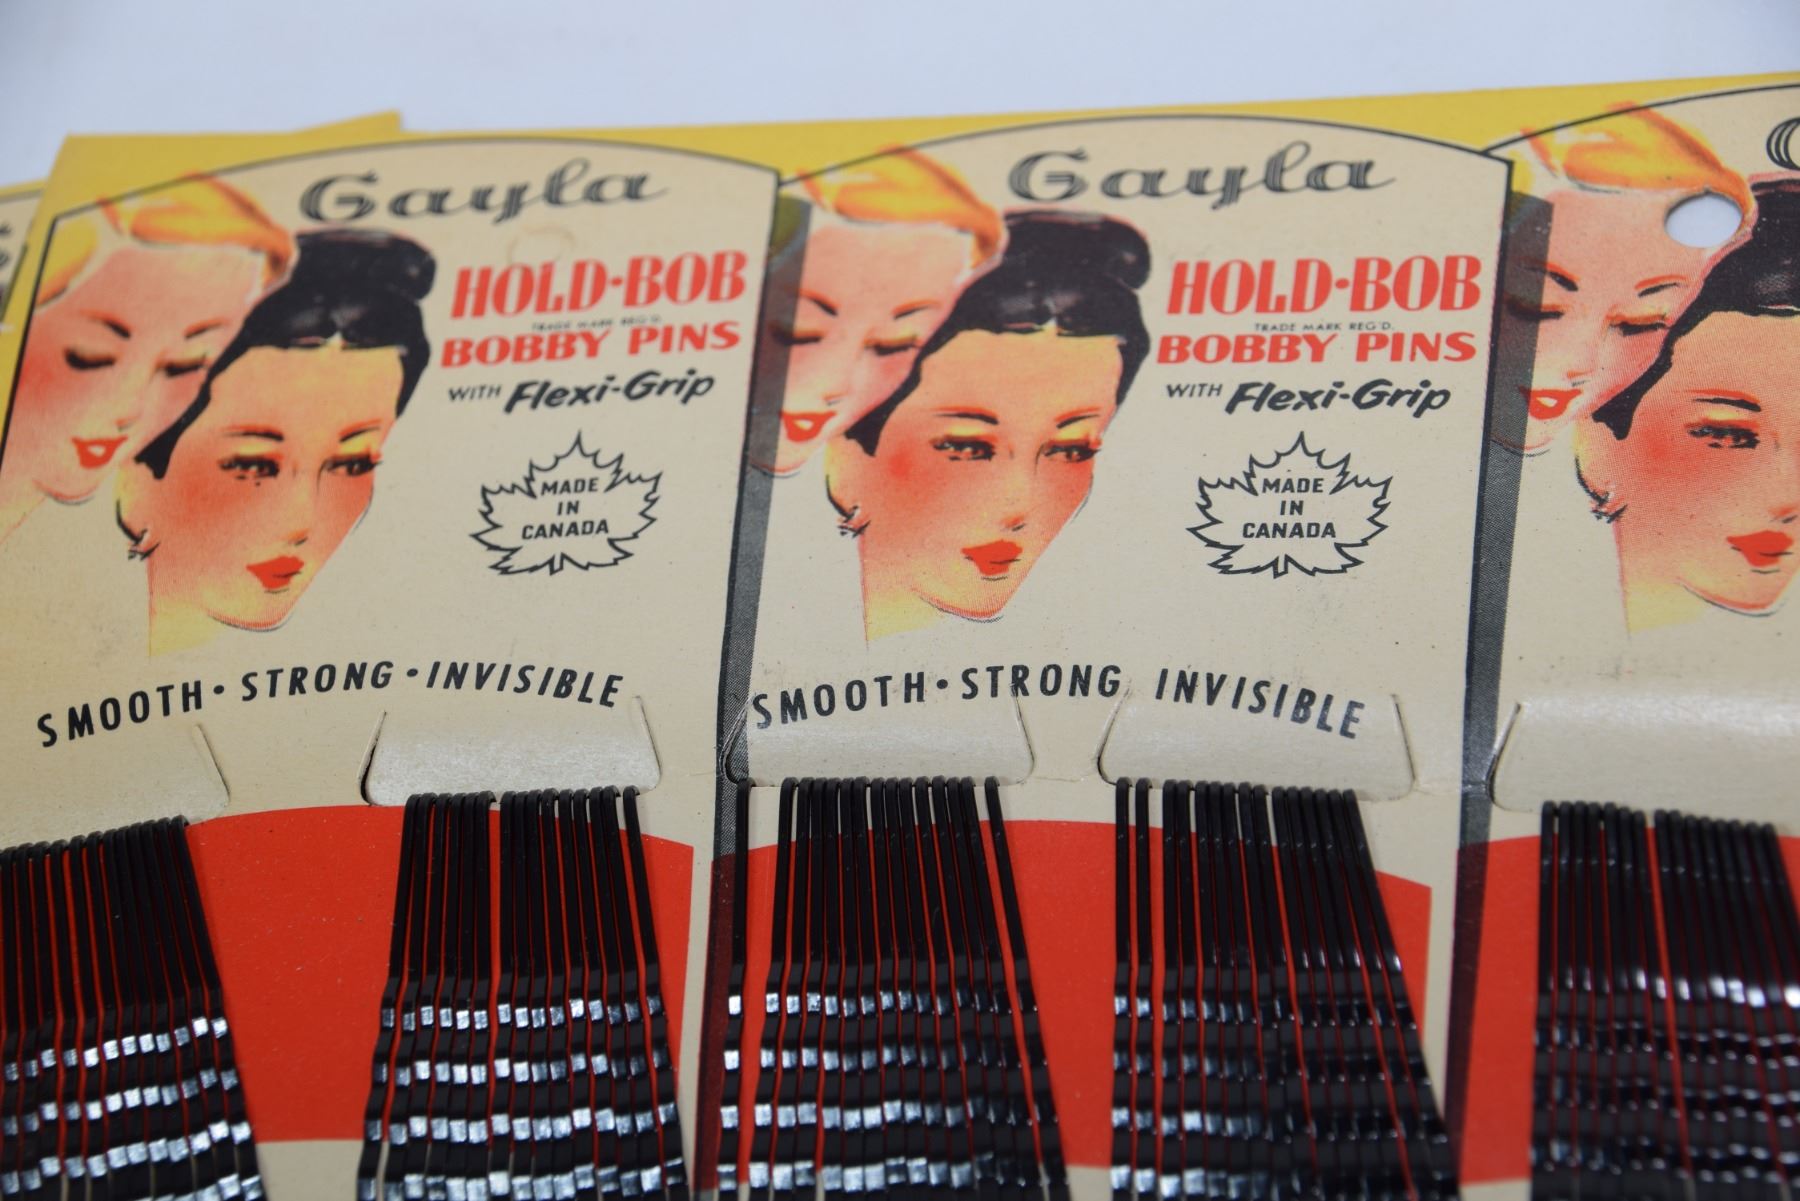 Gayla
HOLD·BOB
TRADE MARK REG'D.
BOBBY PINS
WITH Flexi-Grip
MADE
IN
CANADA
SMOOTH·STRONG·INVISIBLE
Gayla
HOLD·BOB
TRADE MARK REG'D.
BOBBY PINS
WITH Flexi-Grip
MADE
IN
CANADA
SMOOTH·STRONG INVISIBLE